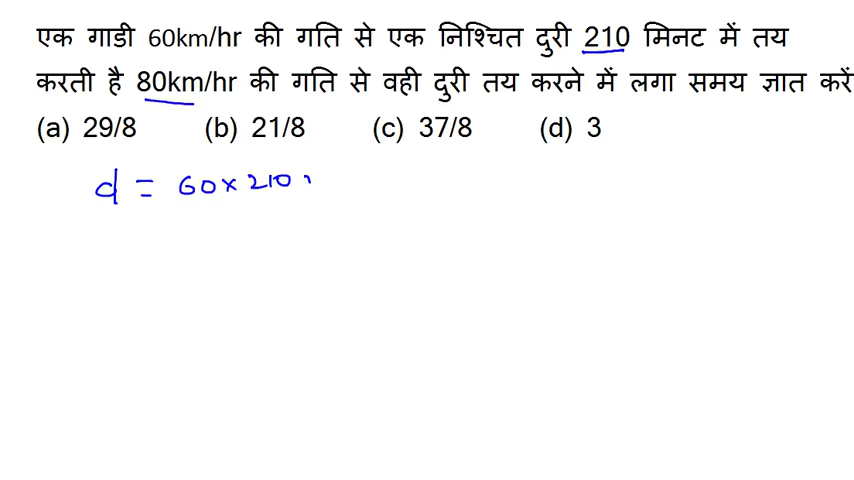 एक गाडी 60km/hr की गति से एक निश्चित दुरी 210 मिनट में तय
करती है 80km/hr की गति से वही दुरी तय करने में लगा समय ज्ञात करें
(a) 29/8 (b) 21/8 (c) 37/8 (d) 3
d = 60 × 210